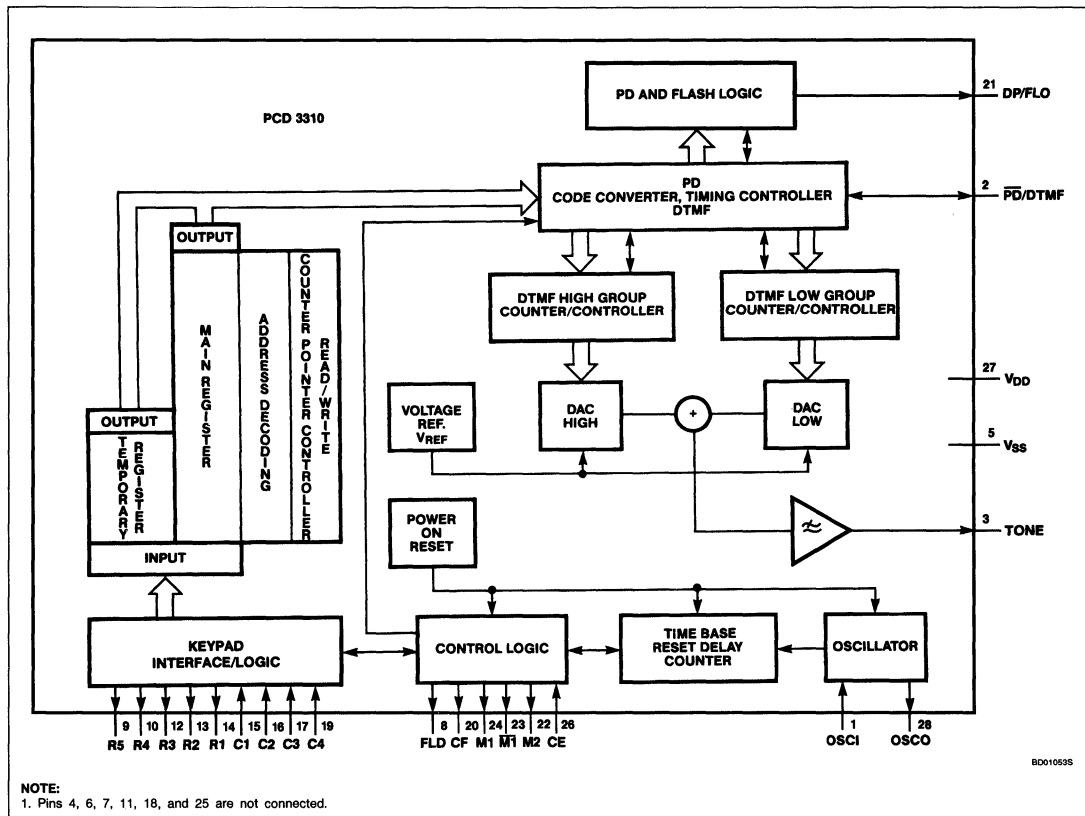 PCD 3310
PD AND FLASH LOGIC
21
DP/FLO
PD
CODE CONVERTER, TIMING CONTROLLER
DTMF
2
P̅D̅/DTMF
OUTPUT
MAIN REGISTER
ADDRESS DECODING
COUNTER POINTER CONTROLLER
READ/WRITE
DTMF HIGH GROUP
COUNTER/CONTROLLER
DTMF LOW GROUP
COUNTER/CONTROLLER
27
VDD
VOLTAGE
REF.
VREF
DAC
HIGH
+
DAC
LOW
5
VSS
OUTPUT
TEMPORARY
REGISTER
INPUT
POWER
ON
RESET
≈
3
TONE
KEYPAD
INTERFACE/LOGIC
CONTROL LOGIC
TIME BASE
RESET DELAY
COUNTER
OSCILLATOR
9 10 12 13 14 15 16 17 19
R5 R4 R3 R2 R1 C1 C2 C3 C4
8 20 24 23 22 26
FLD CF M1 M̅1̅ M2 CE
1 28
OSCI OSCO
BD01053S
NOTE:
1. Pins 4, 6, 7, 11, 18, and 25 are not connected.